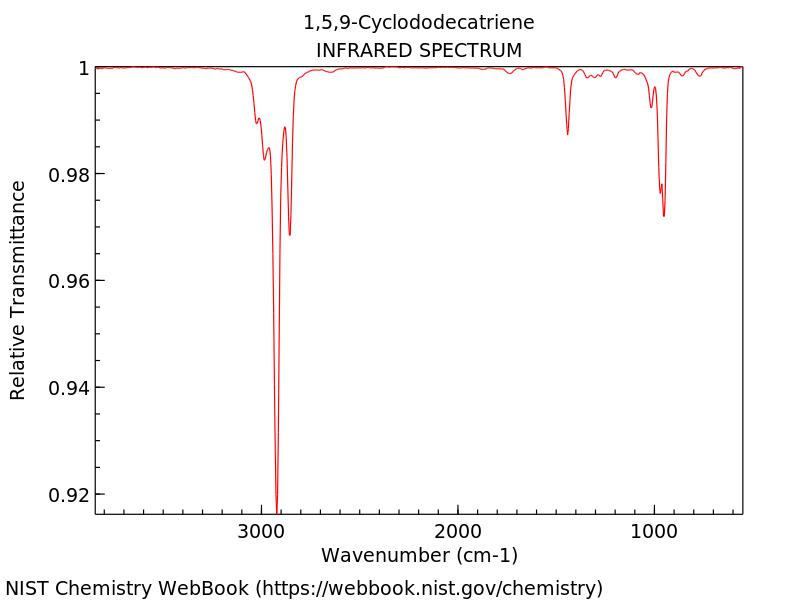 1,5,9-Cyclododecatriene
INFRARED SPECTRUM
Relative Transmittance
1
0.98
0.96
0.94
0.92
3000 2000 1000
Wavenumber (cm-1)
NIST Chemistry WebBook (https://webbook.nist.gov/chemistry)